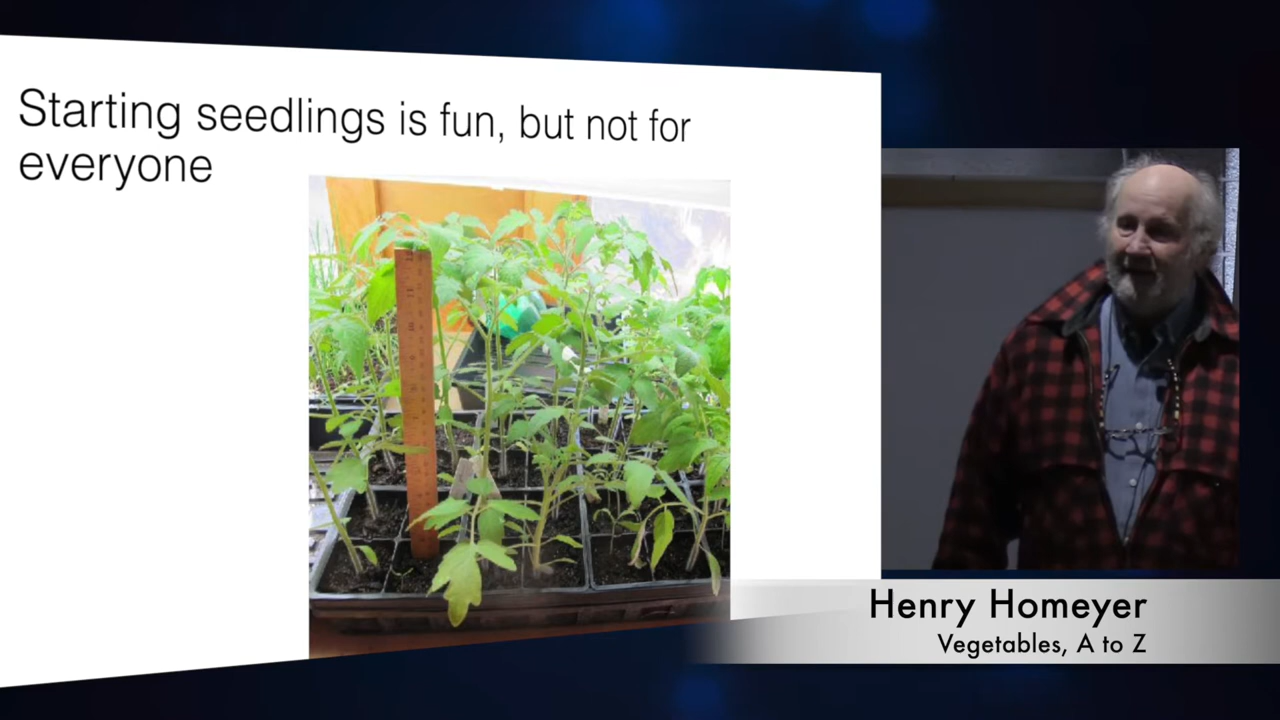 Starting seedlings is fun, but not for
everyone
Henry Homeyer
Vegetables, A to Z